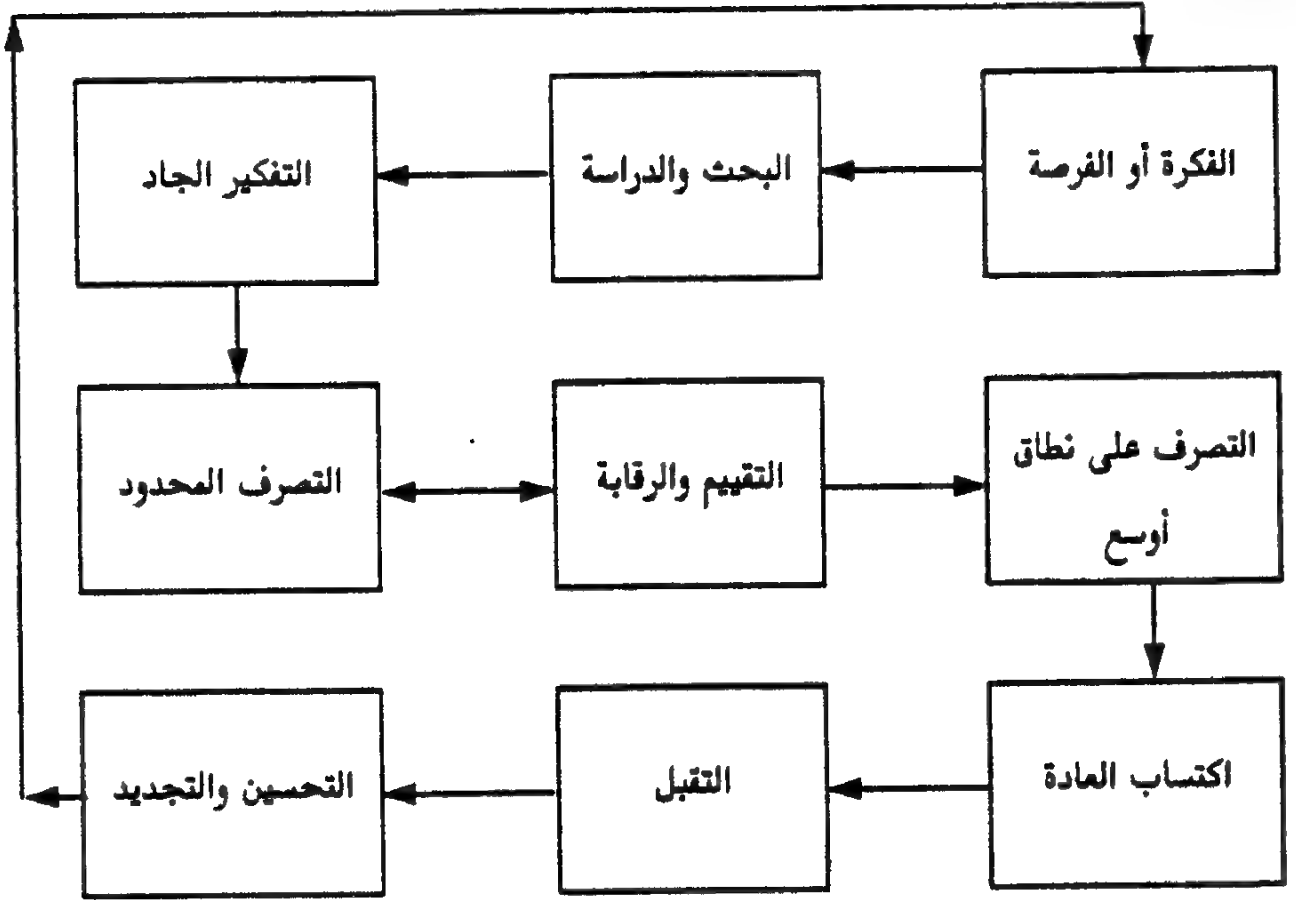 الفكرة أو الفرصة
البحث والدراسة
التفكير الجاد
التصرف المحدود
التقييم والرقابة
التصرف على نطاق
أوسع
اكتساب العادة
التقبل
التحسين والتجديد